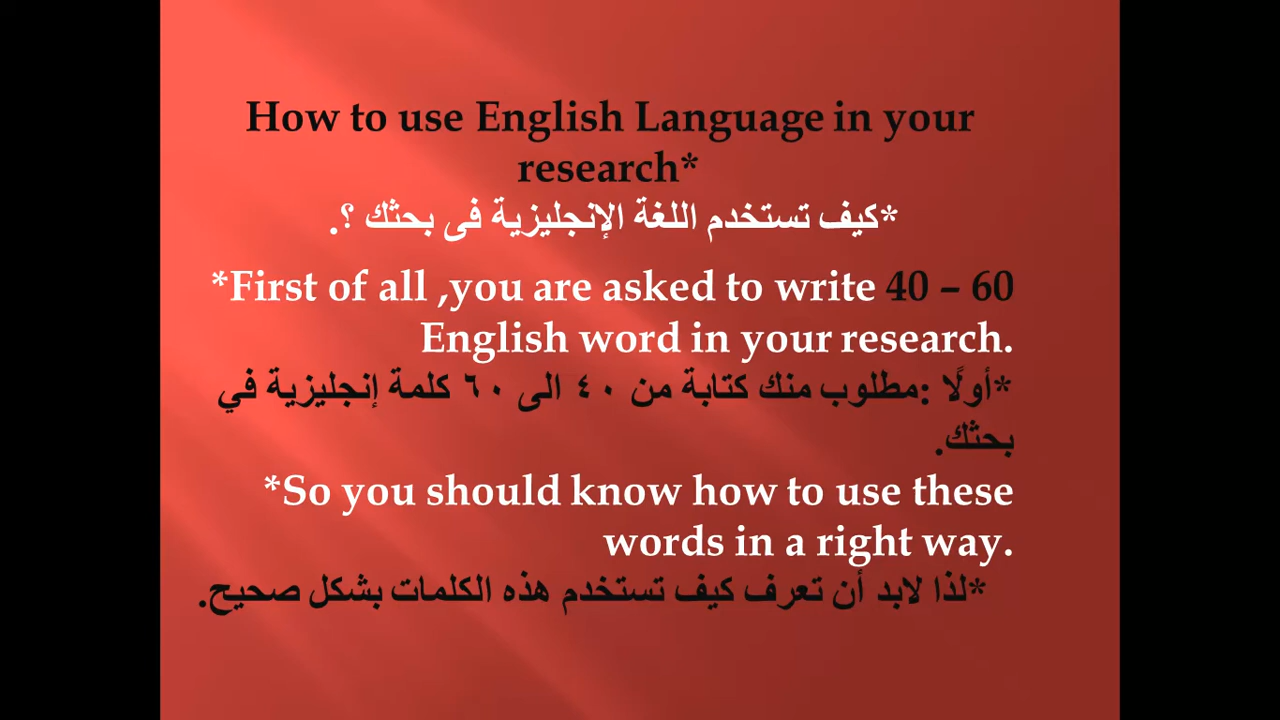 How to use English Language in your
research*
*كيف تستخدم اللغة الإنجليزية فى بحثك ؟.
*First of all ,you are asked to write 40 – 60
English word in your research.
*أولًا :مطلوب منك كتابة من ٤٠ الى ٦٠ كلمة إنجليزية في
بحثك.
*So you should know how to use these
words in a right way.
*لذا لابد أن تعرف كيف تستخدم هذه الكلمات بشكل صحيح.